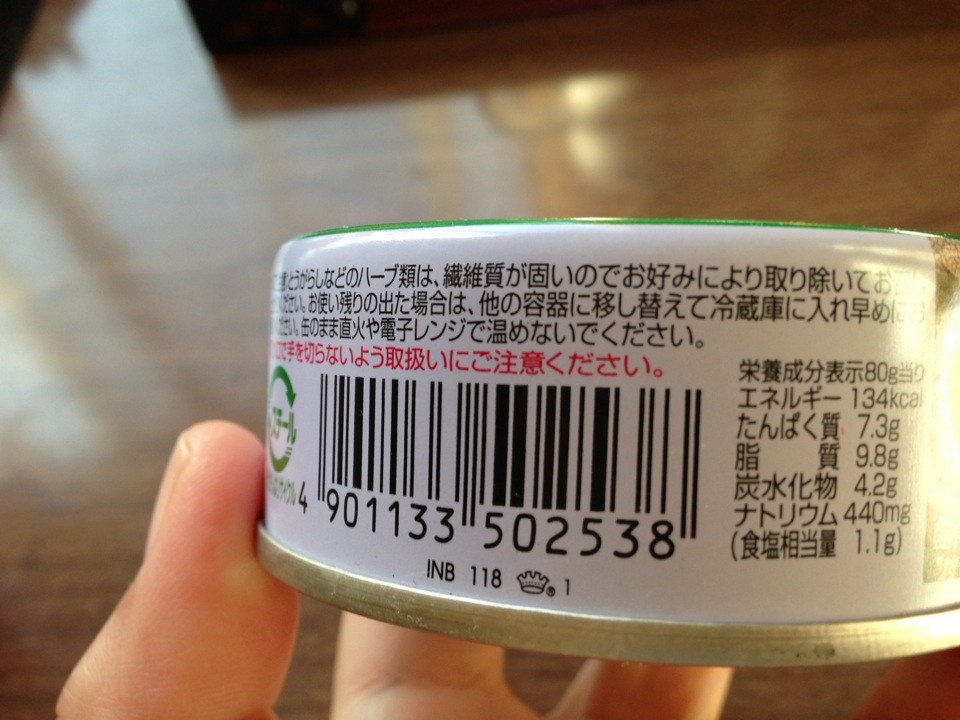 とうがらしなどのハーブ類は、繊維質が固いのでお好みにより取り除いてお
ください。お使い残りの出た場合は、他の容器に移し替えて冷蔵庫に入れ早めに
ださい。缶のまま直火や電子レンジで温めないでください。
で手を切らないよう取扱いにご注意ください。
チール
4 901133 502538
INB 118 ® 1
栄養成分表示80g当り
エネルギー 134kcal
たんぱく質 7.3g
脂 質 9.8g
炭水化物 4.2g
ナトリウム 440mg
(食塩相当量 1.1g)